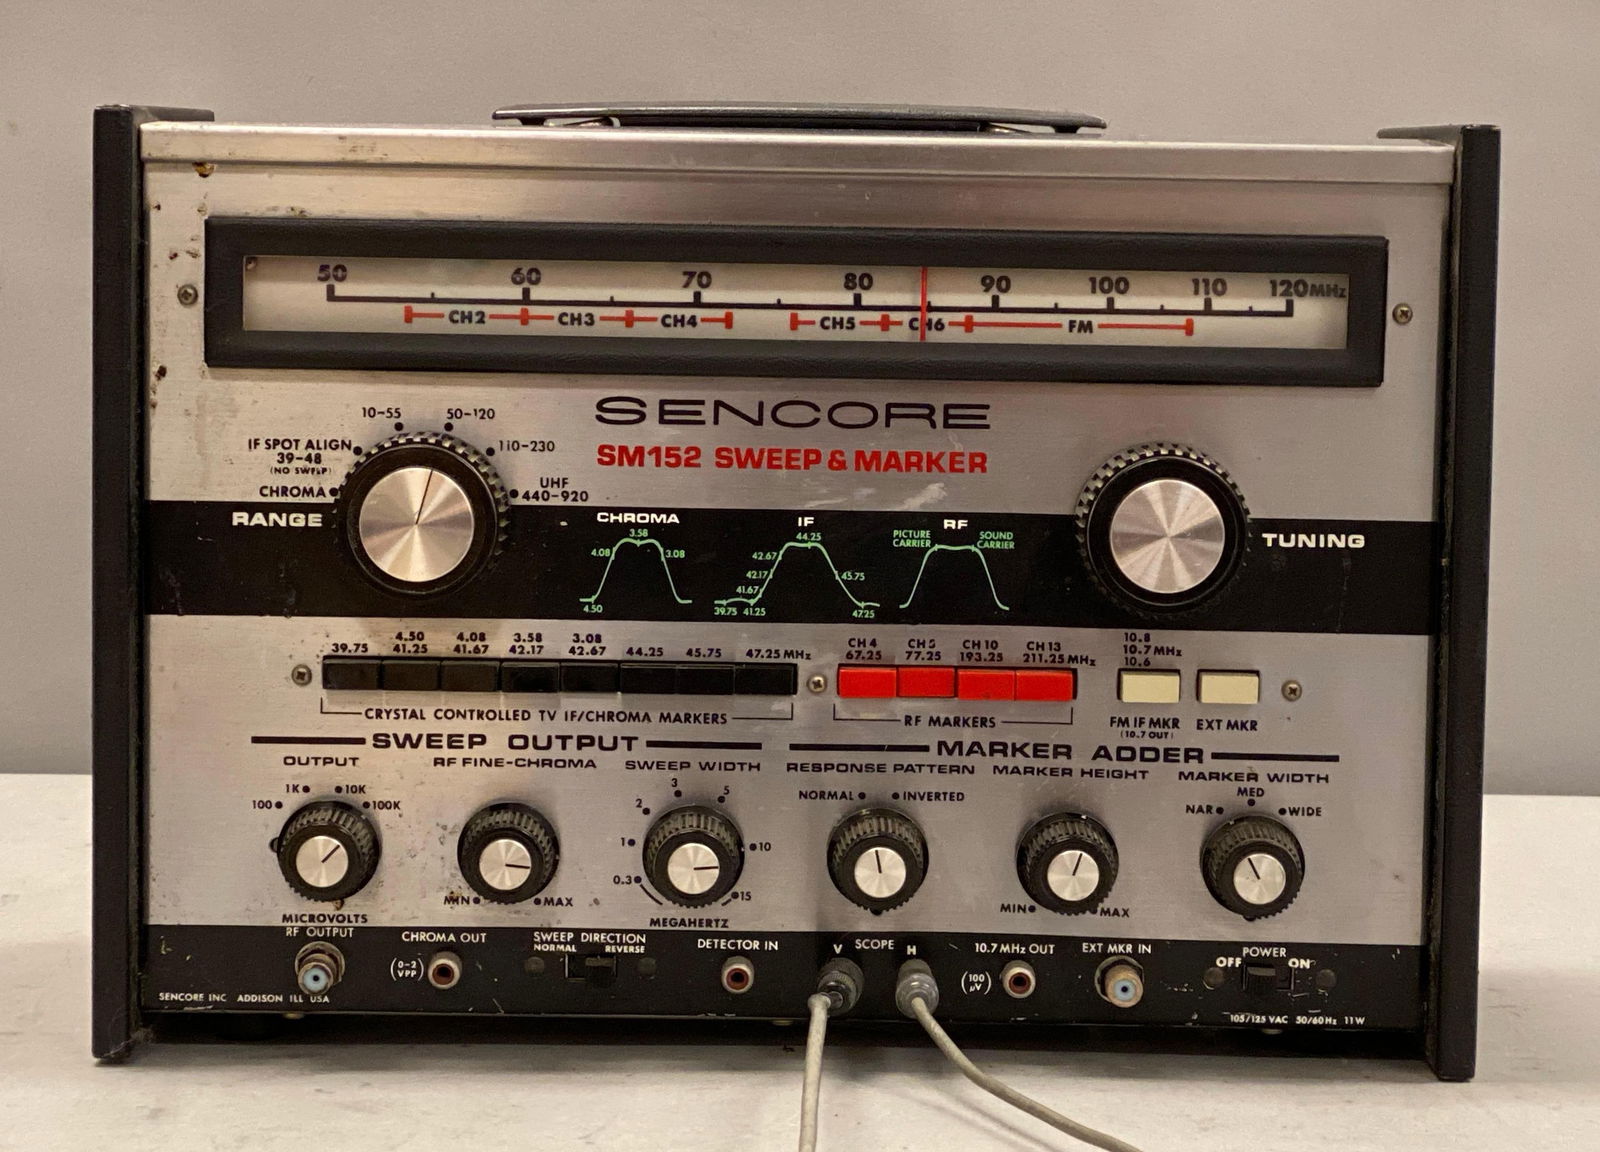 50 60 70 80 90 100 110 120MHz
CH2 CH3 CH4 CH5 CH6 FM
SENCORE
SM152 SWEEP & MARKER
10-55 50-120
IF SPOT ALIGN 110-230
39-48
(NO SWEEP)
CHROMA UHF
440-920
RANGE
TUNING
CHROMA
3.58
4.08 3.08
4.50
IF
44.25
42.67
42.17 45.75
41.67
39.75 41.25 47.25
RF
PICTURE CARRIER SOUND CARRIER
39.75 4.50 4.08 3.58 3.08
41.25 41.67 42.17 42.67 44.25 45.75 47.25 MHz
CRYSTAL CONTROLLED TV IF/CHROMA MARKERS
CH 4 CH 5 CH 10 CH 13
67.25 77.25 193.25 211.25 MHz
RF MARKERS
10.8
10.7 MHz
10.6
FM IF MKR EXT MKR
(10.7 OUT)
SWEEP OUTPUT
OUTPUT RF FINE-CHROMA SWEEP WIDTH
1K 10K
100 100K
MICROVOLTS
MIN MAX
3
2 5
1 10
0.3 15
MEGAHERTZ
MARKER ADDER
RESPONSE PATTERN MARKER HEIGHT MARKER WIDTH
NORMAL INVERTED
MIN MAX
MED
NAR WIDE
RF OUTPUT
CHROMA OUT
(0-2 VPP)
SWEEP DIRECTION
NORMAL REVERSE
DETECTOR IN
V SCOPE H
10.7 MHz OUT
(100 µV)
EXT MKR IN
POWER
OFF ON
SENCORE INC ADDISON ILL USA
105/125 VAC 50/60 Hz 11W